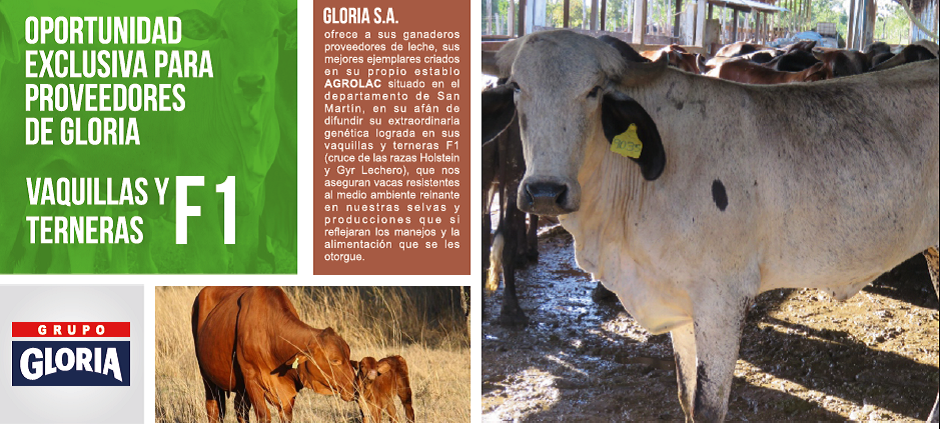 OPORTUNIDAD
EXCLUSIVA PARA
PROVEEDORES
DE GLORIA
VAQUILLAS Y
TERNERAS
F1
GLORIA S.A.
ofrece a sus ganaderos
proveedores de leche, sus
mejores ejemplares criados
en su propio establo
AGROLAC situado en el
departamento de San
Martín, en su afán de
difundir su extraordinaria
genética lograda en sus
vaquillas y terneras F1
(cruce de las razas Holstein
y Gyr Lechero), que nos
aseguran vacas resistentes
al medio ambiente reinante
en nuestras selvas y
producciones que si
reflejaran los manejos y la
alimentación que se les
otorgue.
GRUPO
GLORIA